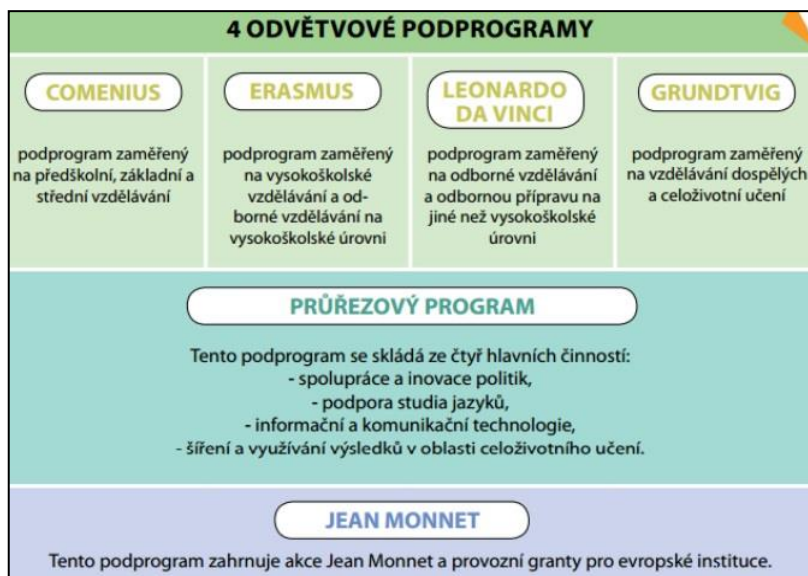 4 ODVĚTVOVÉ PODPROGRAMY
COMENIUS
podprogram zaměřený
na předškolní, základní a
střední vzdělávání
ERASMUS
podprogram zaměřený
na vysokoškolské
vzdělávání a od-
borné vzdělávání na
vysokoškolské úrovni
LEONARDO
DA VINCI
podprogram zaměřený
na odborné vzdělávání
a odbornou přípravu na
jiné než vysokoškolské
úrovni
GRUNDTVIG
podprogram zaměřený
na vzdělávání dospělých
a celoživotní učení
PRŮŘEZOVÝ PROGRAM
Tento podprogram se skládá ze čtyř hlavních činností:
- spolupráce a inovace politik,
- podpora studia jazyků,
- informační a komunikační technologie,
- šíření a využívání výsledků v oblasti celoživotního učení.
JEAN MONNET
Tento podprogram zahrnuje akce Jean Monnet a provozní granty pro evropské instituce.